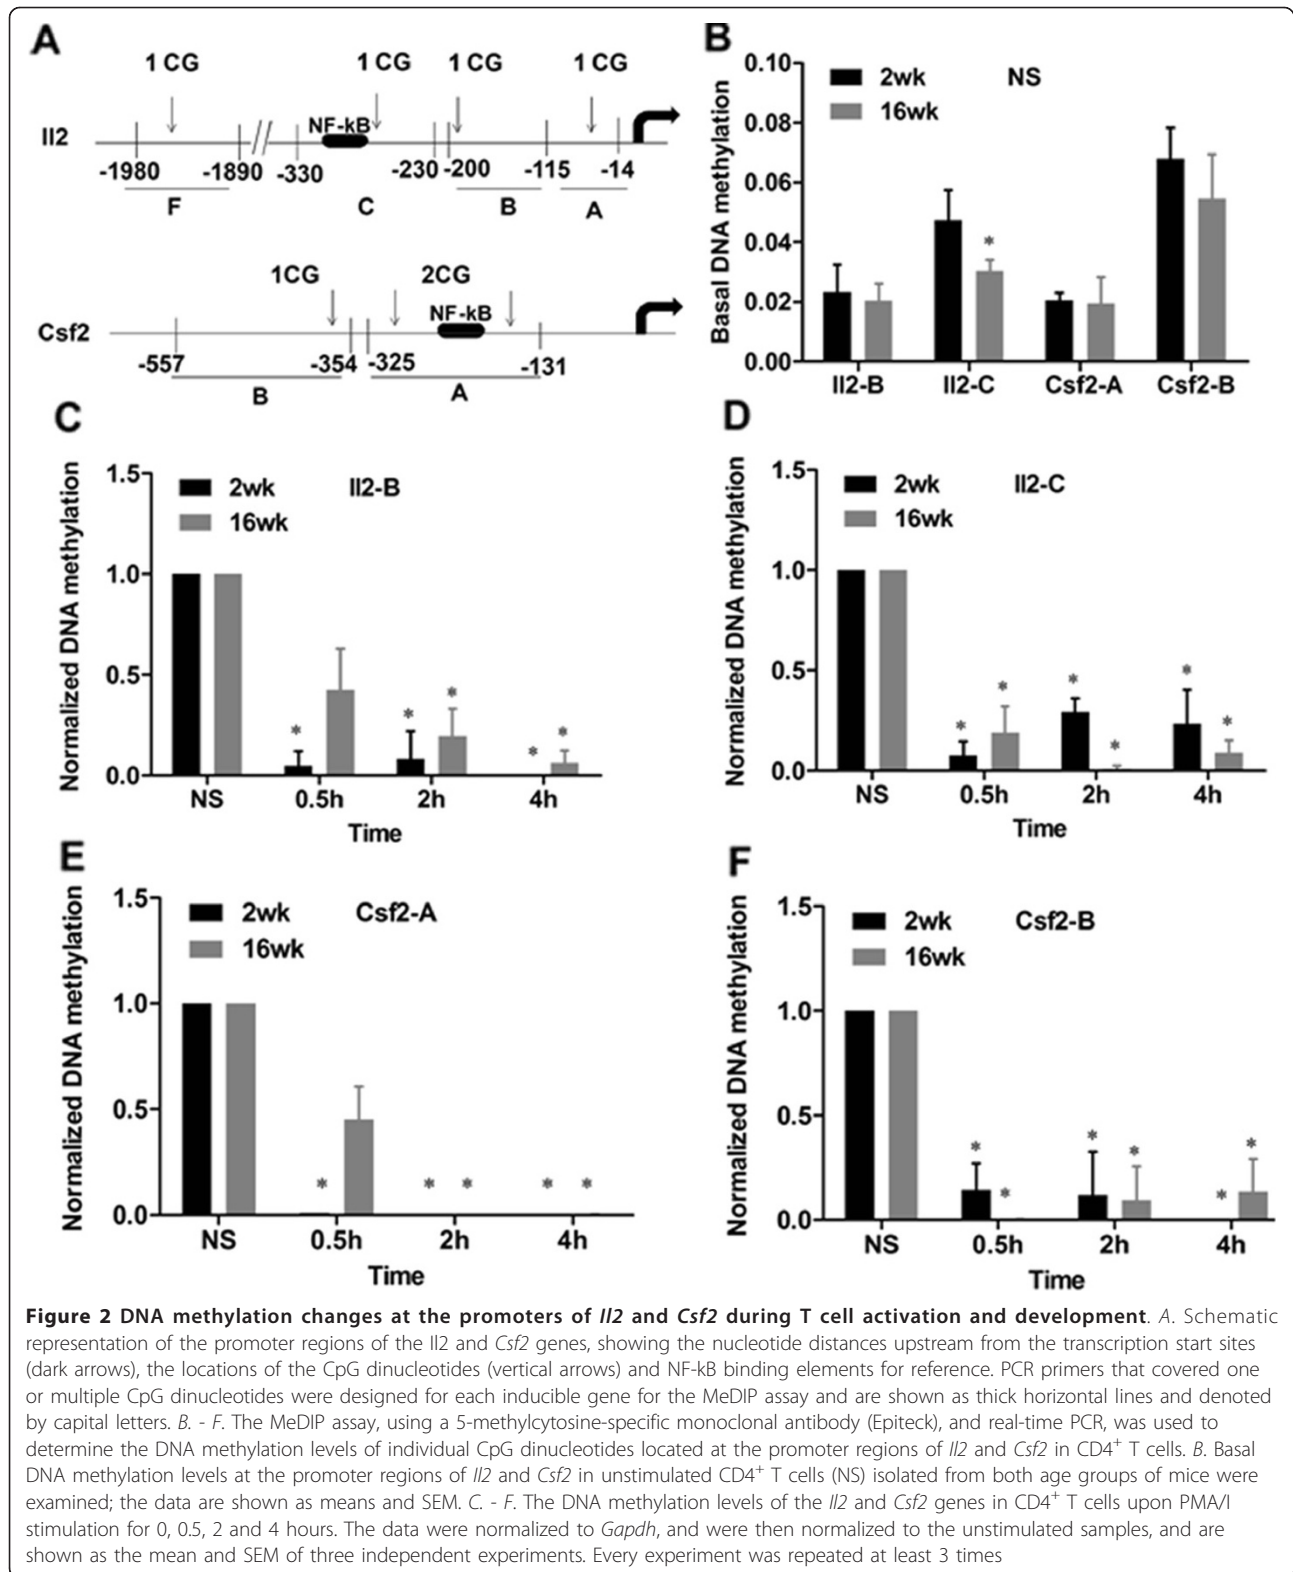 A
1 CG 1 CG 1 CG 1 CG
Il2
NF-kB
-1980 -1890 -330 -230 -200 -115 -14
F C B A
1CG 2CG
Csf2
NF-kB
-557 -354 -325 -131
B A
B
Basal DNA methylation
0.10
0.08
0.06
0.04
0.02
0.00
2wk
16wk
NS
*
Il2-B Il2-C Csf2-A Csf2-B
C
Normalized DNA methylation
1.5
1.0
0.5
0.0
2wk
16wk
Il2-B
* * * * *
NS 0.5h 2h 4h
Time
D
Normalized DNA methylation
1.5
1.0
0.5
0.0
2wk
16wk
Il2-C
* * * * * *
NS 0.5h 2h 4h
Time
E
Normalized DNA methylation
1.5
1.0
0.5
0.0
2wk
16wk
Csf2-A
* * * * *
NS 0.5h 2h 4h
Time
F
Normalized DNA methylation
1.5
1.0
0.5
0.0
2wk
16wk
Csf2-B
* * * * * *
NS 0.5h 2h 4h
Time
Figure 2 DNA methylation changes at the promoters of Il2 and Csf2 during T cell activation and development. A. Schematic
representation of the promoter regions of the Il2 and Csf2 genes, showing the nucleotide distances upstream from the transcription start sites
(dark arrows), the locations of the CpG dinucleotides (vertical arrows) and NF-kB binding elements for reference. PCR primers that covered one
or multiple CpG dinucleotides were designed for each inducible gene for the MeDIP assay and are shown as thick horizontal lines and denoted
by capital letters. B. - F. The MeDIP assay, using a 5-methylcytosine-specific monoclonal antibody (Epiteck), and real-time PCR, was used to
determine the DNA methylation levels of individual CpG dinucleotides located at the promoter regions of Il2 and Csf2 in CD4⁺ T cells. B. Basal
DNA methylation levels at the promoter regions of Il2 and Csf2 in unstimulated CD4⁺ T cells (NS) isolated from both age groups of mice were
examined; the data are shown as means and SEM. C. - F. The DNA methylation levels of the Il2 and Csf2 genes in CD4⁺ T cells upon PMA/I
stimulation for 0, 0.5, 2 and 4 hours. The data were normalized to Gapdh, and were then normalized to the unstimulated samples, and are
shown as the mean and SEM of three independent experiments. Every experiment was repeated at least 3 times